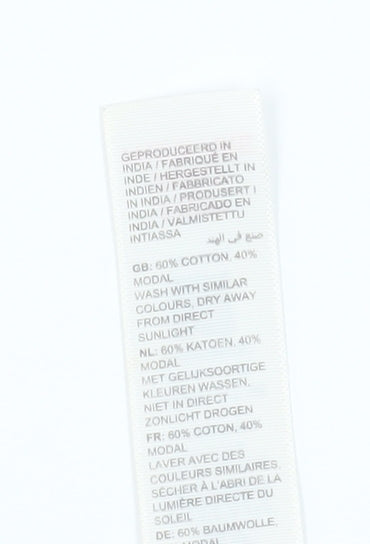 GEPRODUCEERD IN
INDIA / FABRIQUÉ EN
INDE / HERGESTELLT IN
INDIEN / FABBRICATO
IN INDIA / PRODUSERT I
INDIA / FABRICADO EN
INDIA / VALMISTETTU
INTIASSA
صنع في الهند
GB: 60% COTTON, 40%
MODAL
WASH WITH SIMILAR
COLOURS, DRY AWAY
FROM DIRECT
SUNLIGHT
NL: 60% KATOEN, 40%
MODAL
MET GELIJKSOORTIGE
KLEUREN WASSEN,
NIET IN DIRECT
ZONLICHT DROGEN
FR: 60% COTON, 40%
MODAL
LAVER AVEC DES
COULEURS SIMILAIRES,
SÉCHER À L'ABRI DE LA
LUMIÈRE DIRECTE DU
SOLEIL
DE: 60% BAUMWOLLE,
MODAL